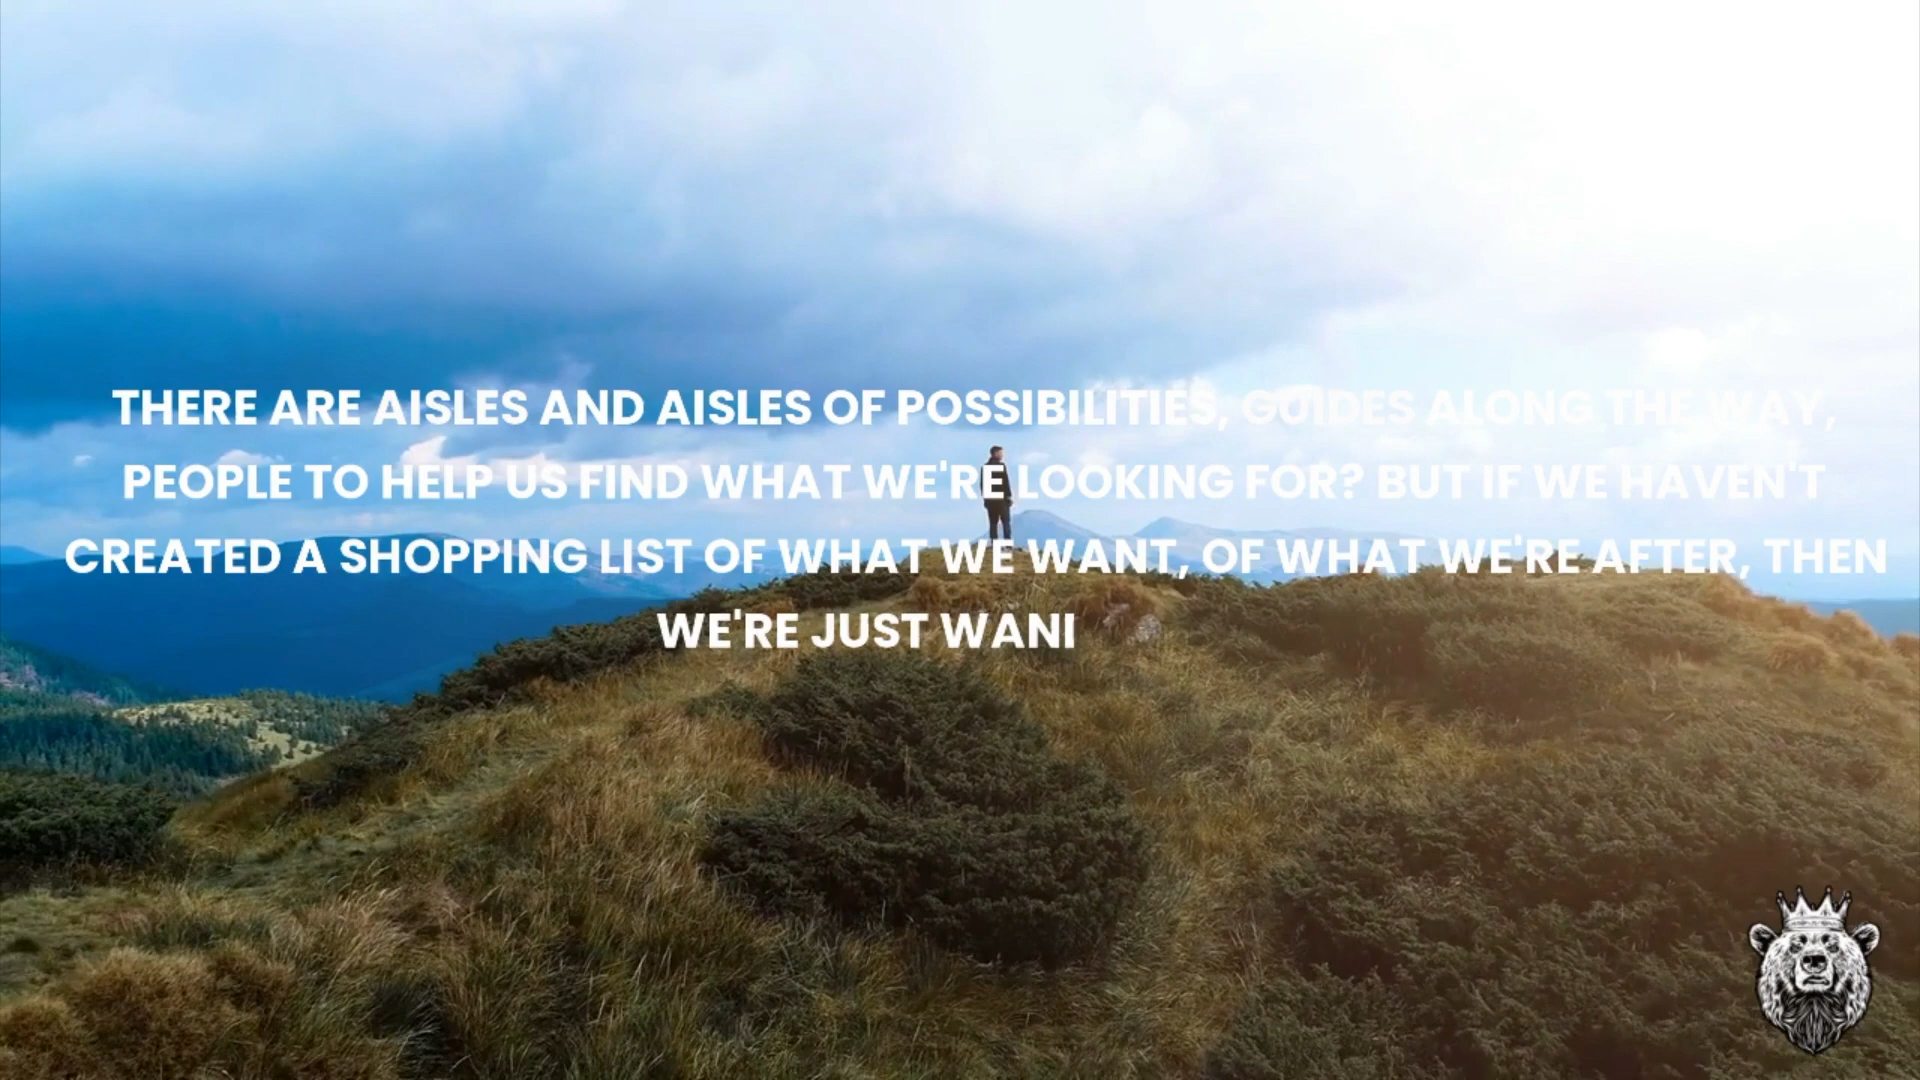 THERE ARE AISLES AND AISLES OF POSSIBILITIES, GUIDES ALONG THE WAY,
PEOPLE TO HELP US FIND WHAT WE'RE LOOKING FOR? BUT IF WE HAVEN'T
CREATED A SHOPPING LIST OF WHAT WE WANT, OF WHAT WE'RE AFTER, THEN
WE'RE JUST WANI